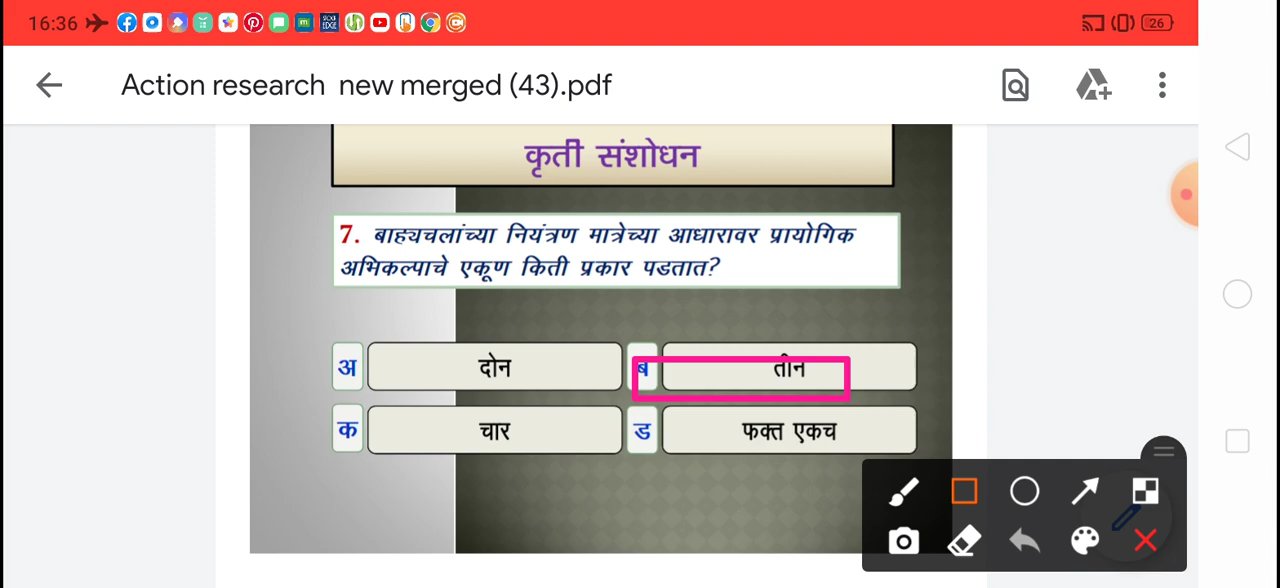 16:36
26
Action research new merged (43).pdf
कृती संशोधन
7. बाह्यचलांच्या नियंत्रण मात्रेच्या आधारावर प्रायोगिक
अभिकल्पाचे एकूण किती प्रकार पडतात?
अ दोन ब तीन
क चार ड फक्त एकच